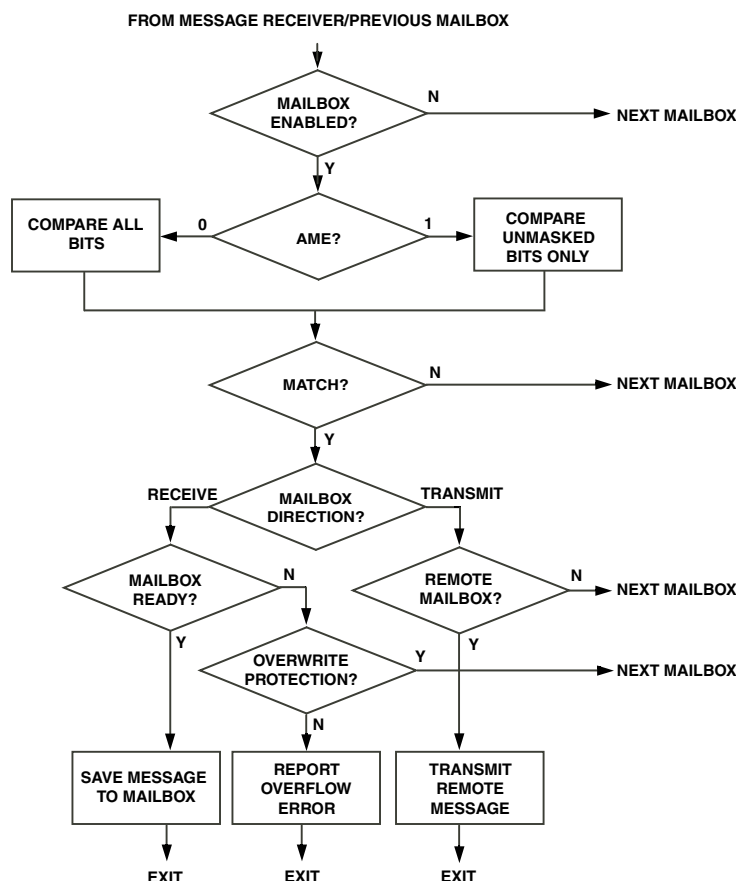 FROM MESSAGE RECEIVER/PREVIOUS MAILBOX
MAILBOX
ENABLED?
N
NEXT MAILBOX
Y
COMPARE ALL
BITS
0
AME?
1
COMPARE
UNMASKED
BITS ONLY
MATCH?
N
NEXT MAILBOX
Y
RECEIVE
MAILBOX
DIRECTION?
TRANSMIT
MAILBOX
READY?
N
REMOTE
MAILBOX?
N
NEXT MAILBOX
Y
OVERWRITE
PROTECTION?
Y
Y
NEXT MAILBOX
N
SAVE MESSAGE
TO MAILBOX
REPORT
OVERFLOW
ERROR
TRANSMIT
REMOTE
MESSAGE
EXIT
EXIT
EXIT